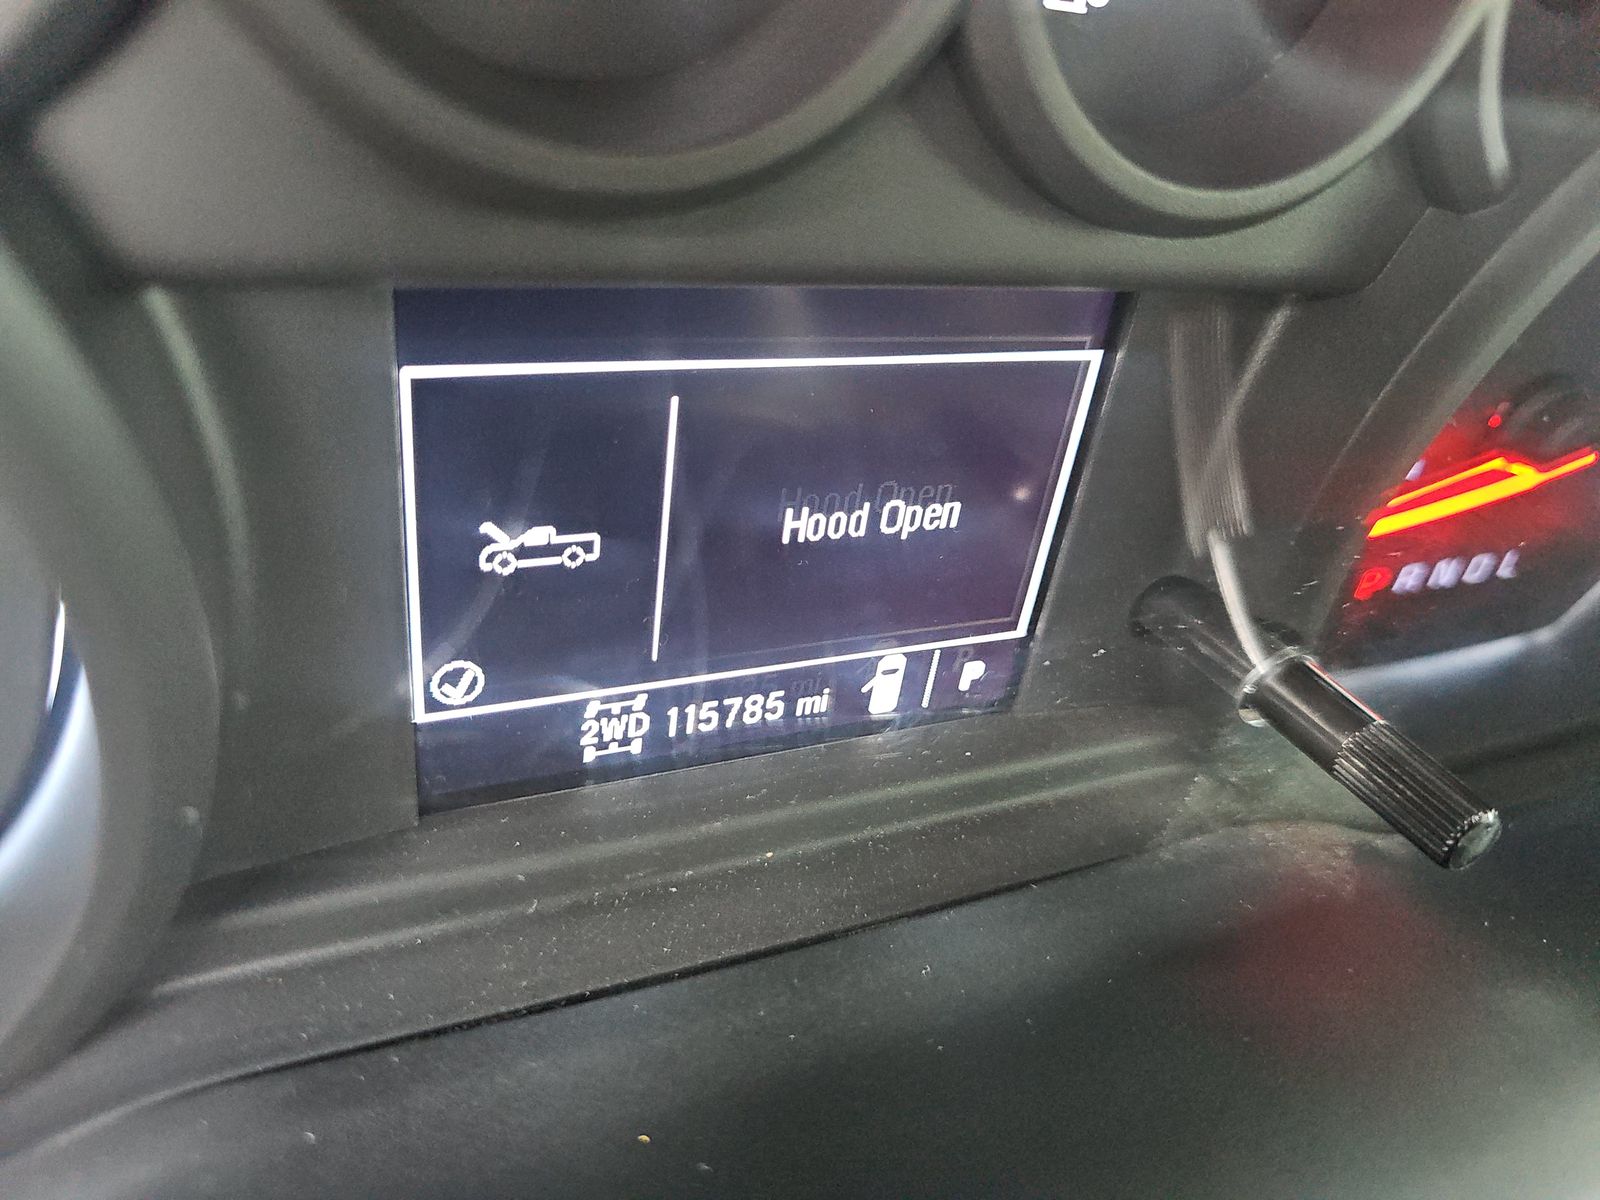 Hood Open
2WD 115785 mi P
PRNDL